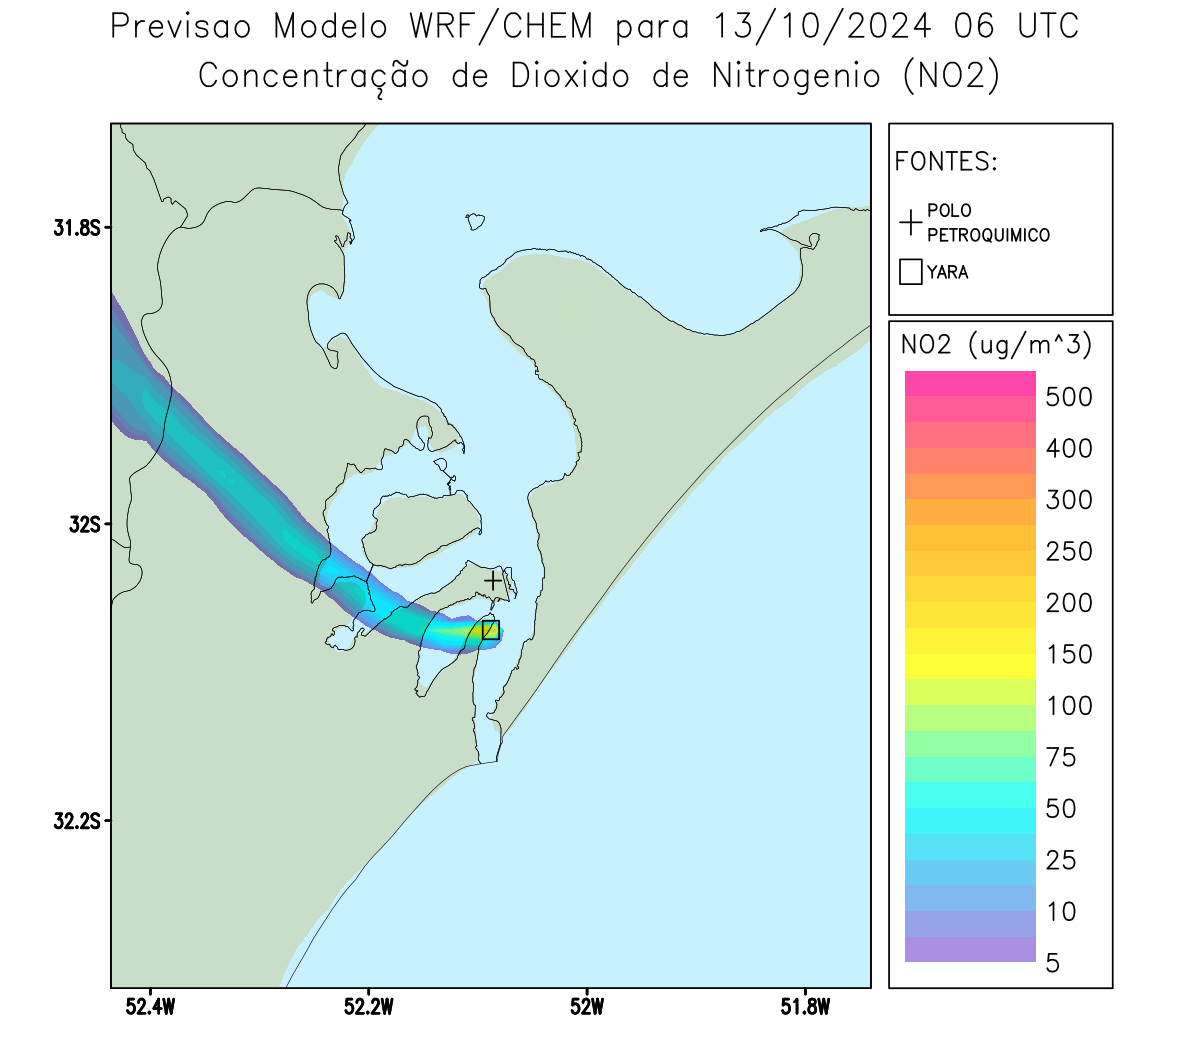 Previsao Modelo WRF/CHEM para 13/10/2024 06 UTC
Concentração de Dioxido de Nitrogenio (NO2)
FONTES:
POLO
PETROQUIMICO
YARA
NO2 (ug/m^3)
500
400
300
250
200
150
100
75
50
25
10
5
31.8S
32S
32.2S
52.4W
52.2W
52W
51.8W